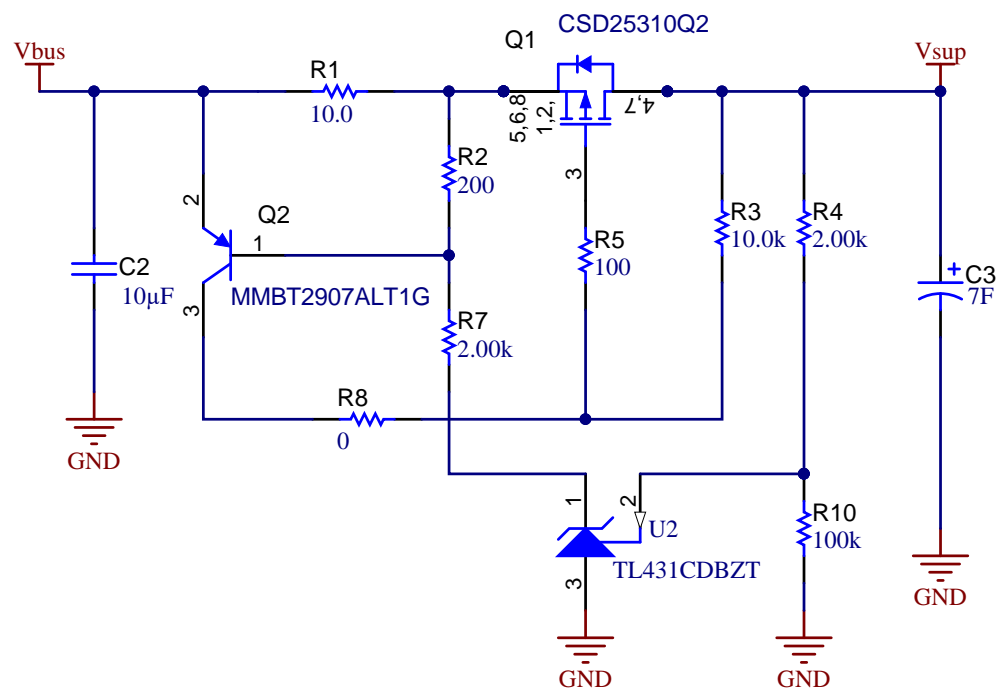 CSD25310Q2
Q1
Vbus
Vsup
R1
10.0
5,6,8
1,2,
4,7
3
R2
200
2
Q2
1
R3
10.0k
R4
2.00k
R5
100
C2
10µF
MMBT2907ALT1G
3
C3
7F
R7
2.00k
R8
0
GND
1
2
U2
R10
100k
TL431CDBZT
3
GND
GND
GND